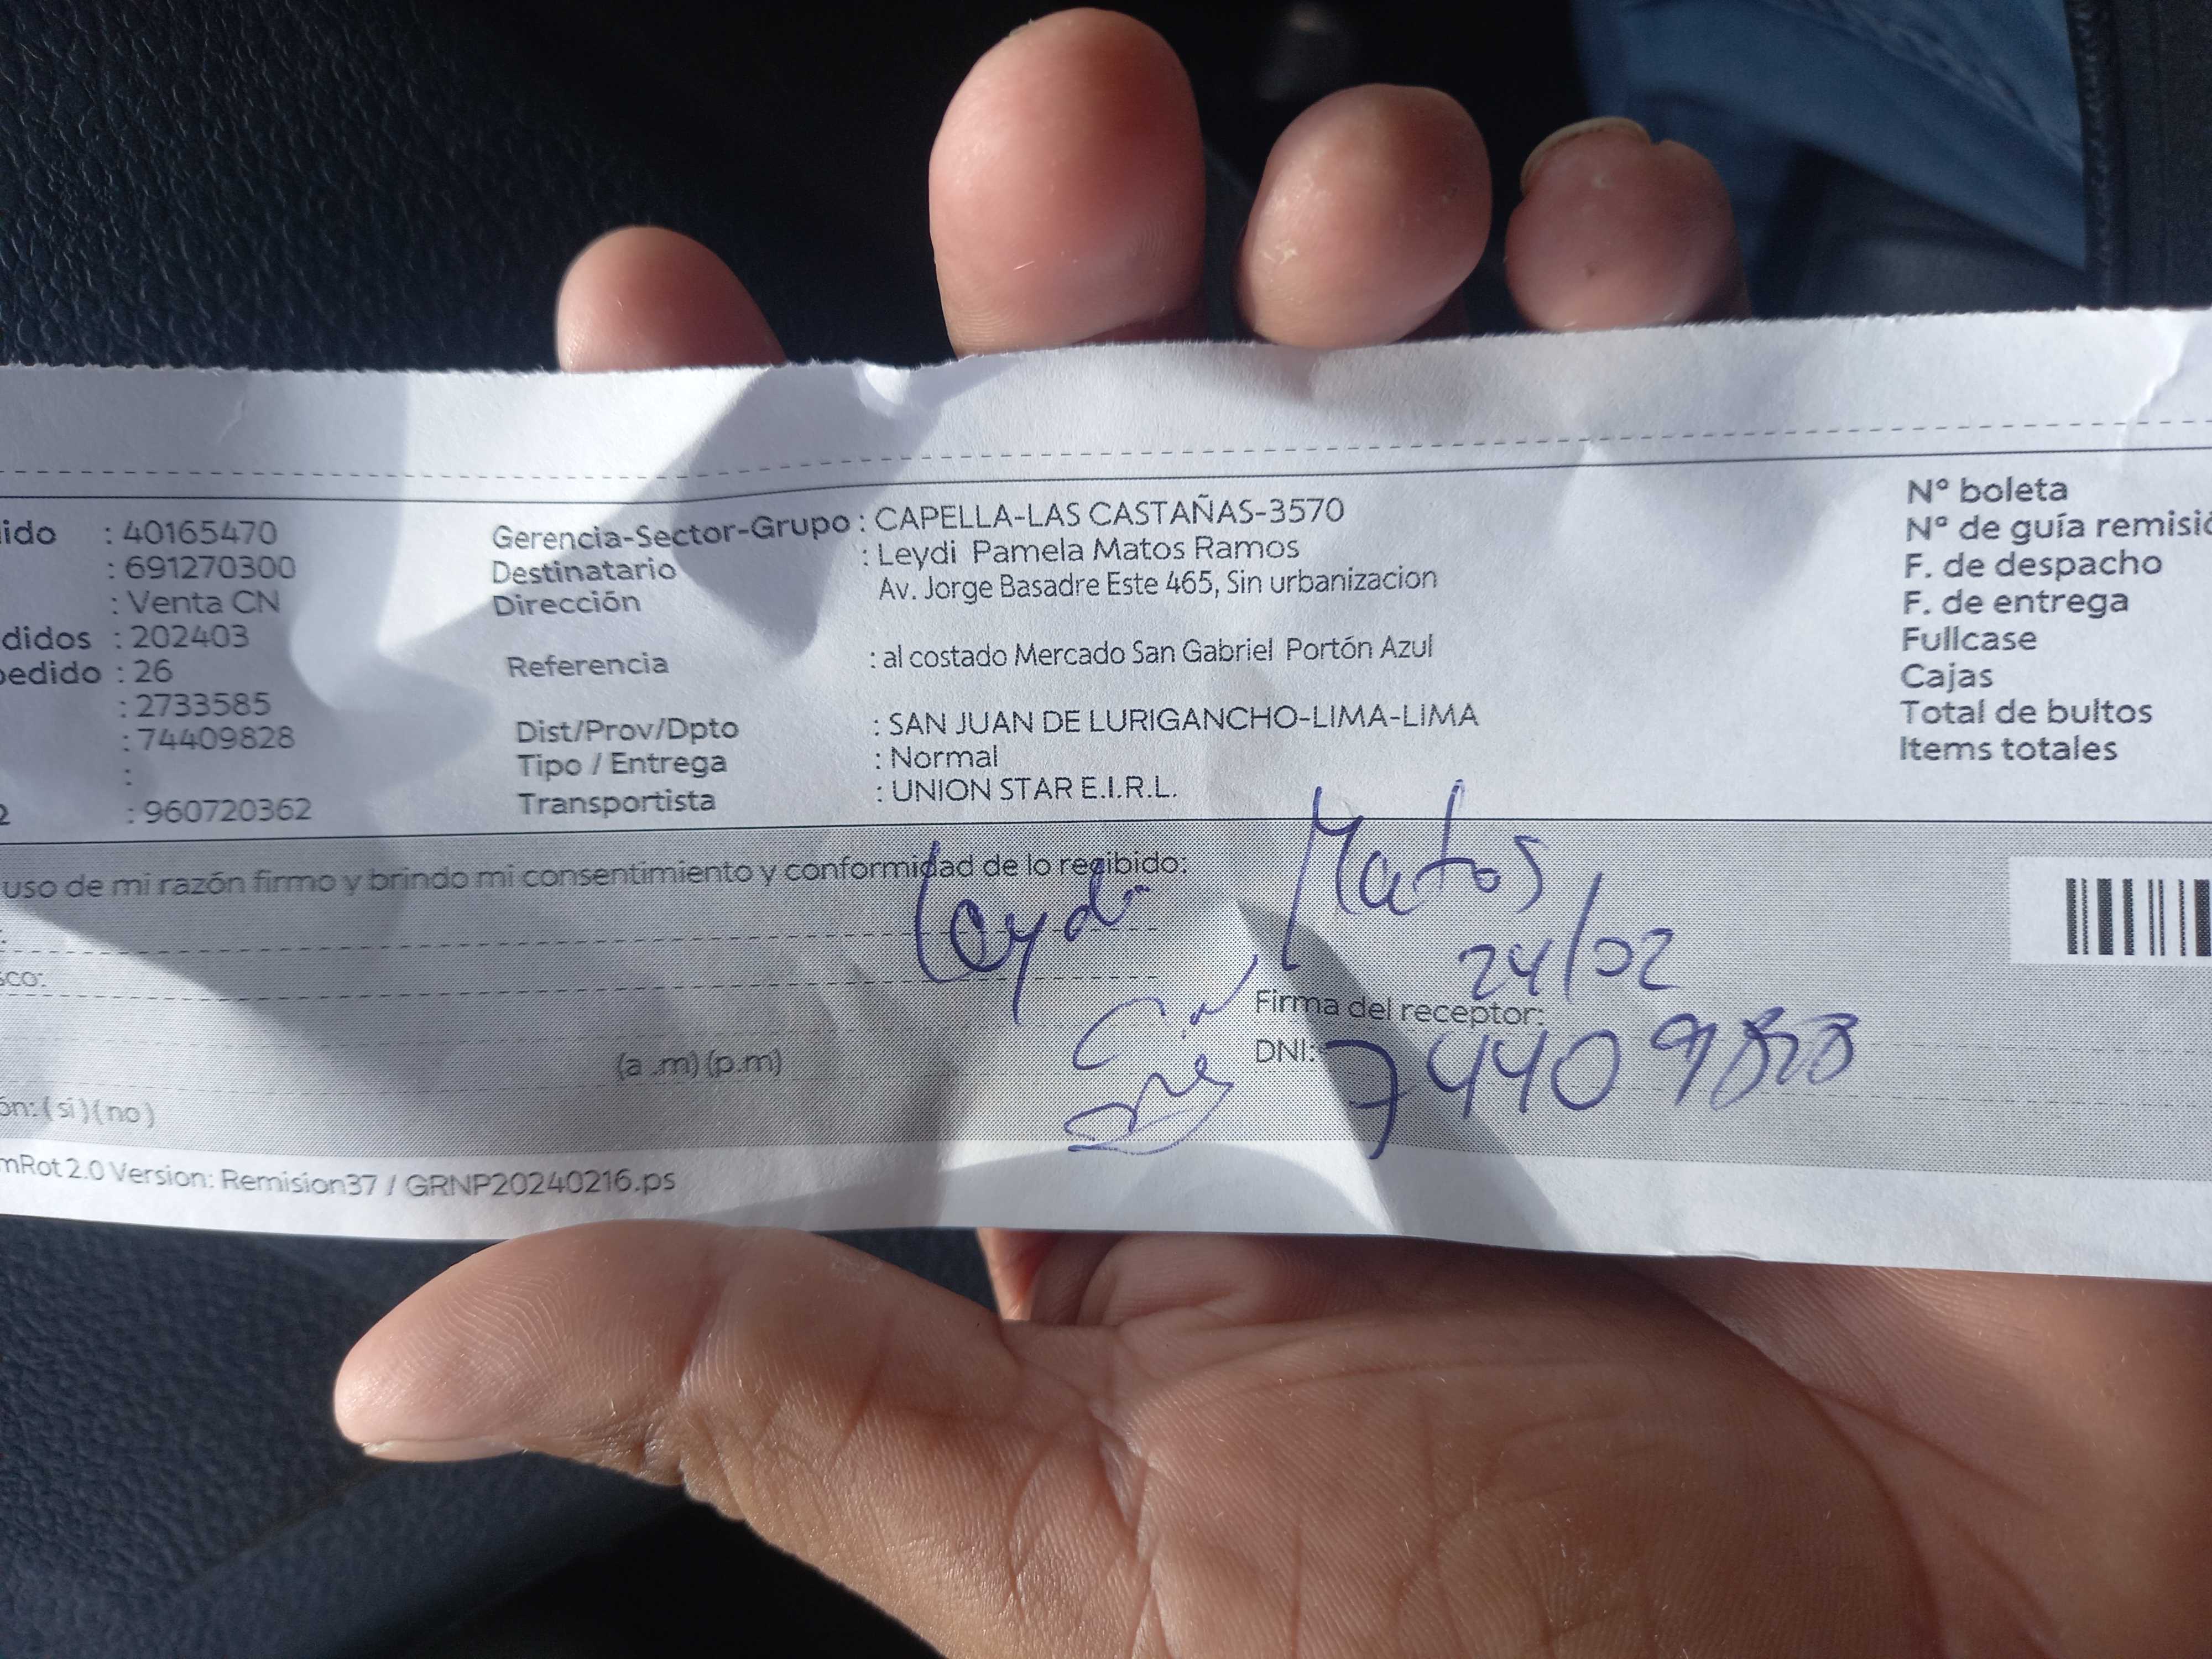 ido : 40165470
: 691270300
: Venta CN
didos : 202403
pedido : 26
: 2733585
: 74409828
:
2 : 960720362
Gerencia-Sector-Grupo : CAPELLA-LAS CASTAÑAS-3570
Destinatario : Leydi Pamela Matos Ramos
Dirección Av. Jorge Basadre Este 465, Sin urbanizacion
Referencia : al costado Mercado San Gabriel Portón Azul
Dist/Prov/Dpto : SAN JUAN DE LURIGANCHO-LIMA-LIMA
Tipo / Entrega : Normal
Transportista : UNION STAR E.I.R.L.
Nº boleta
Nº de guía remisió
F. de despacho
F. de entrega
Fullcase
Cajas
Total de bultos
Items totales
uso de mi razón firmo y brindo mi consentimiento y conformidad de lo recibido:
Leydi Matos
24/02
sco:
Firma del receptor:
DNI: 74409828
(a .m) (p.m)
ón: ( si ) ( no )
mRot 2.0 Version: Remision37 / GRNP20240216.ps